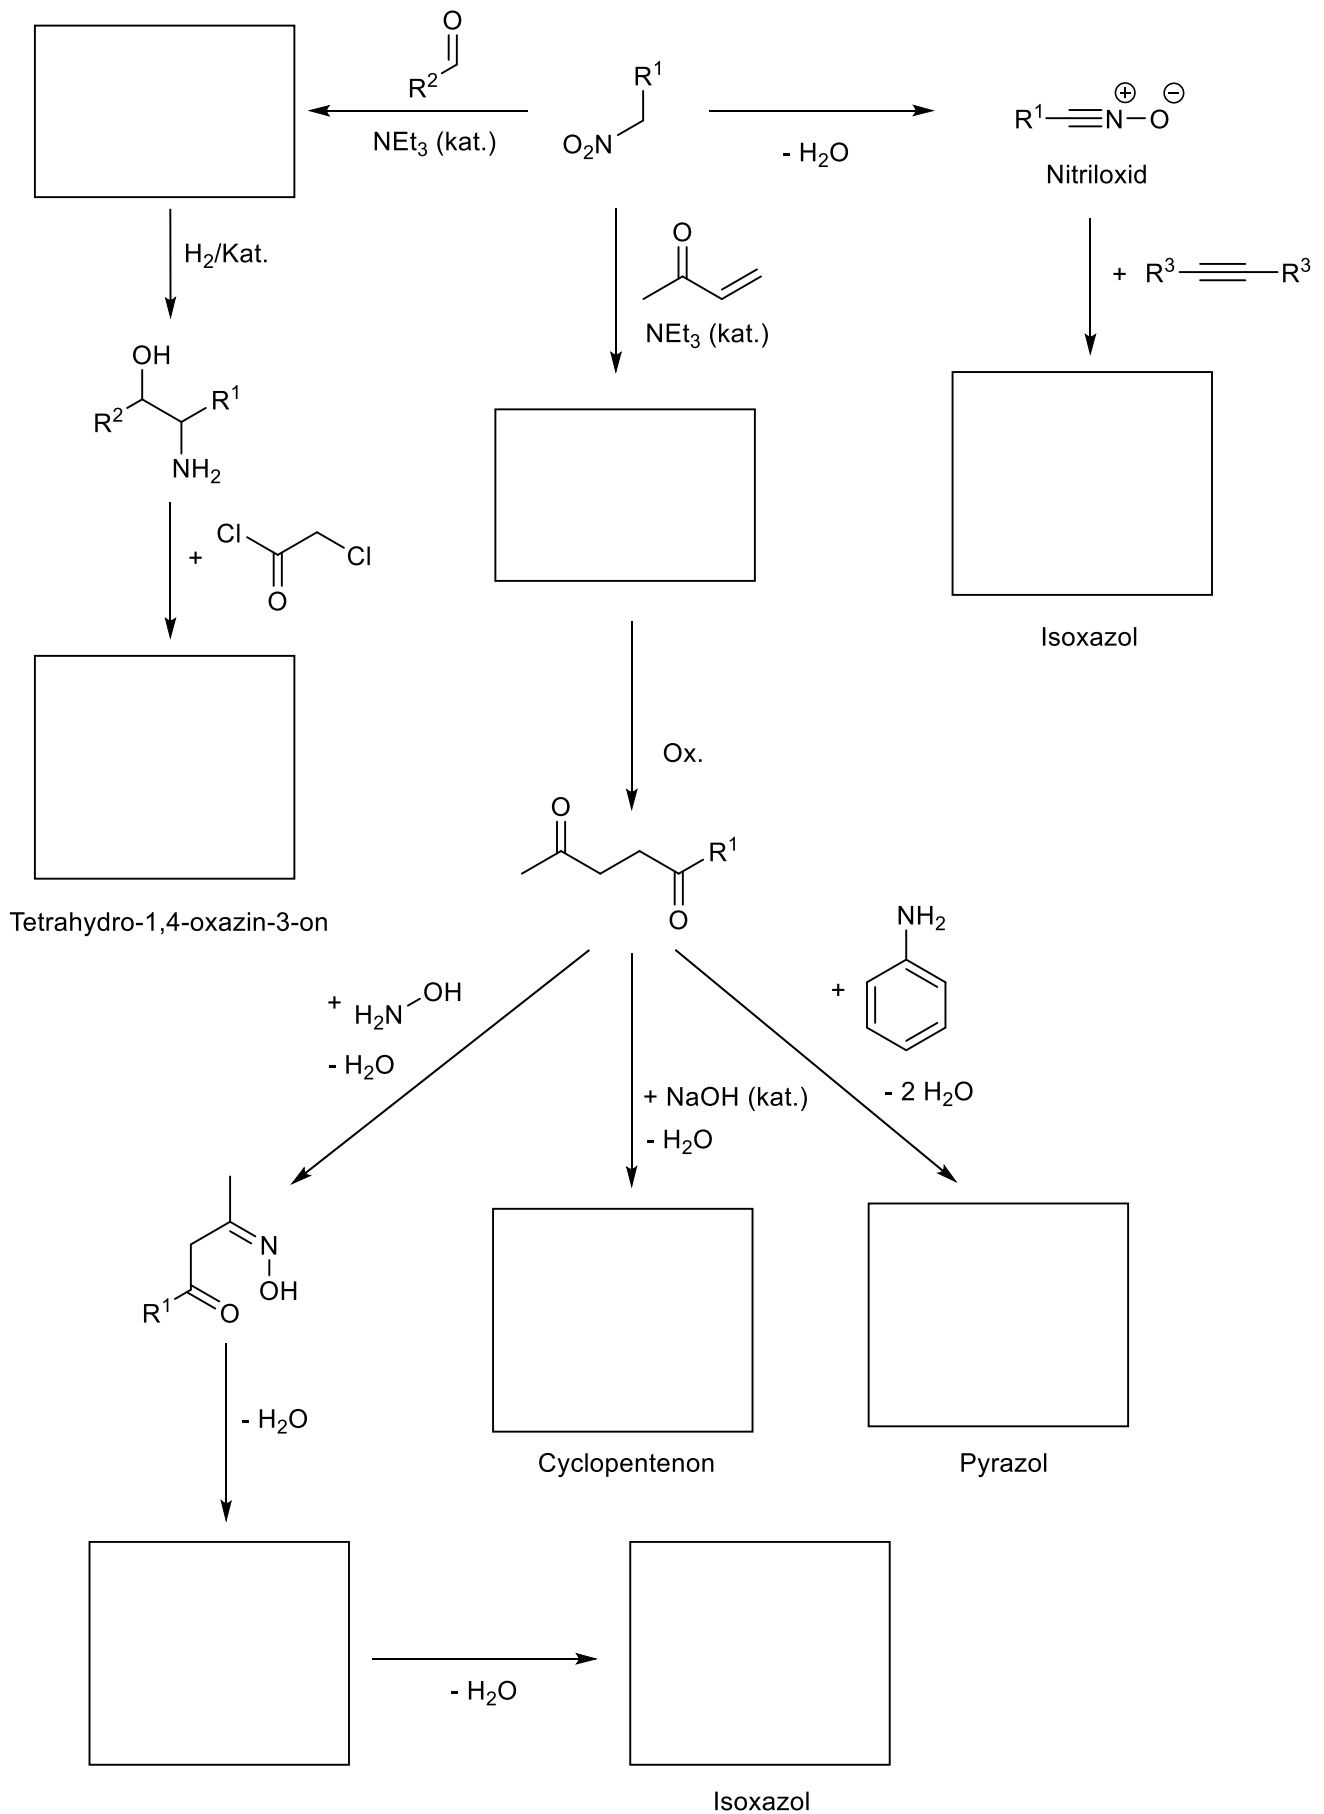 O
R²
NEt₃ (kat.)
R¹
O₂N
- H₂O
R¹ N⊕ O⊖
Nitriloxid
H₂/Kat.
O
NEt₃ (kat.)
+ R³ R³
OH
R² R¹
NH₂
+ Cl Cl
O
Isoxazol
Ox.
Tetrahydro-1,4-oxazin-3-on
O
R¹
O
NH₂
+
+ H₂N OH
- H₂O
+ NaOH (kat.)
- H₂O
- 2 H₂O
N
OH
R¹ O
- H₂O
Cyclopentenon
Pyrazol
- H₂O
Isoxazol